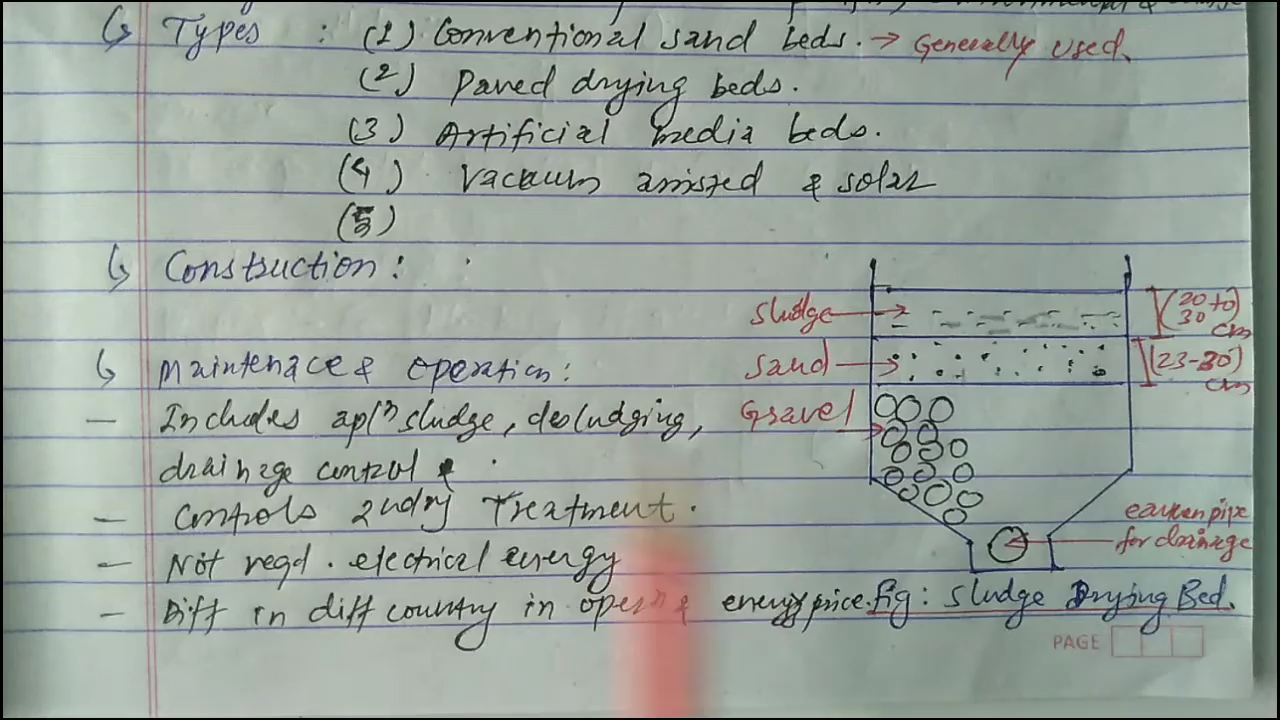 ↳ Types : (1) Conventional sand beds. → Generally used.
(2) Paved drying beds.
(3) Artificial media beds.
(4) Vacuum assisted & solar
(5)
↳ Construction :
sludge
(20 to 30 cm
sand
(23-30) cm
Gravel
earthen pipe for drainage
fig: Sludge Drying Bed.
↳ Maintenace & operation:
— Includes apln sludge, desludging,
drainage control &
— Controls 2ndry Treatment.
— Not reqd. electrical energy
— Diff in diff country in opern & energy price.
PAGE